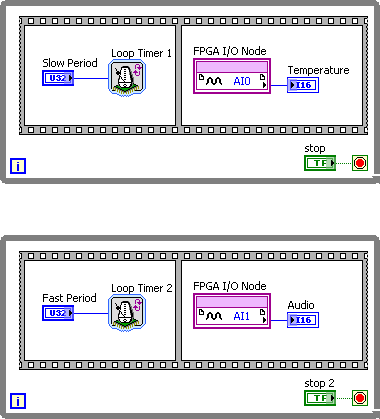 Slow Period
Loop Timer 1
FPGA I/O Node
U32
AI0
Temperature
I16
stop
TF
i
Fast Period
Loop Timer 2
FPGA I/O Node
U32
AI1
Audio
I16
stop 2
TF
i